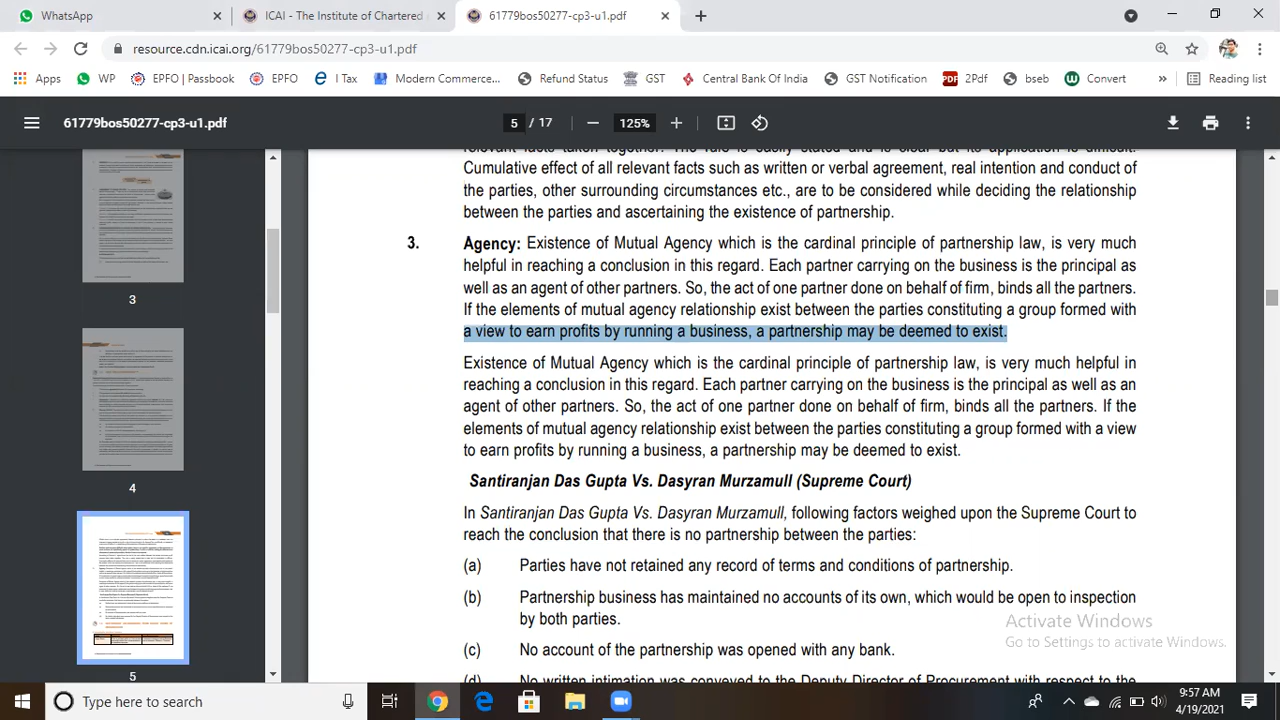 WhatsApp
ICAI - The Institute of Chartered
61779bos50277-cp3-u1.pdf
resource.cdn.icai.org/61779bos50277-cp3-u1.pdf
Apps WP EPFO | Passbook EPFO I Tax Modern Commerce... Refund Status GST Central Bank Of India GST Notification 2Pdf bseb Convert » Reading list
61779bos50277-cp3-u1.pdf 5 / 17 125%
3
4
5
Cumulative effect of all relevant facts such as written or verbal agreement, real intention and conduct of
the parties, other surrounding circumstances etc., are to be considered while deciding the relationship
between the parties and ascertaining the existence of partnership.
3. Agency: Existence of Mutual Agency which is the cardinal principle of partnership law, is very much
helpful in reaching a conclusion in this regard. Each partner carrying on the business is the principal as
well as an agent of other partners. So, the act of one partner done on behalf of firm, binds all the partners.
If the elements of mutual agency relationship exist between the parties constituting a group formed with
a view to earn profits by running a business, a partnership may be deemed to exist.
Existence of Mutual Agency which is the cardinal principle of partnership law, is very much helpful in
reaching a conclusion in this regard. Each partner carrying on the business is the principal as well as an
agent of other partners. So, the act of one partner done on behalf of firm, binds all the partners. If the
elements of mutual agency relationship exist between the parties constituting a group formed with a view
to earn profits by running a business, a partnership may be deemed to exist.
Santiranjan Das Gupta Vs. Dasyran Murzamull (Supreme Court)
In Santiranjan Das Gupta Vs. Dasyran Murzamull, following factors weighed upon the Supreme Court to
reach the conclusion that there is no partnership between the parties:
(a) Parties have not retained any record of terms and conditions of partnership.
(b) Partnership business has maintained no accounts of its own, which would be open to inspection
by both parties.
(c) No account of the partnership was opened with any bank.
(d) No written intimation was conveyed to the Deputy Director of Procurement with respect to the
Activate Windows
Go to Settings to activate Windows.
Type here to search
9:57 AM
4/19/2021